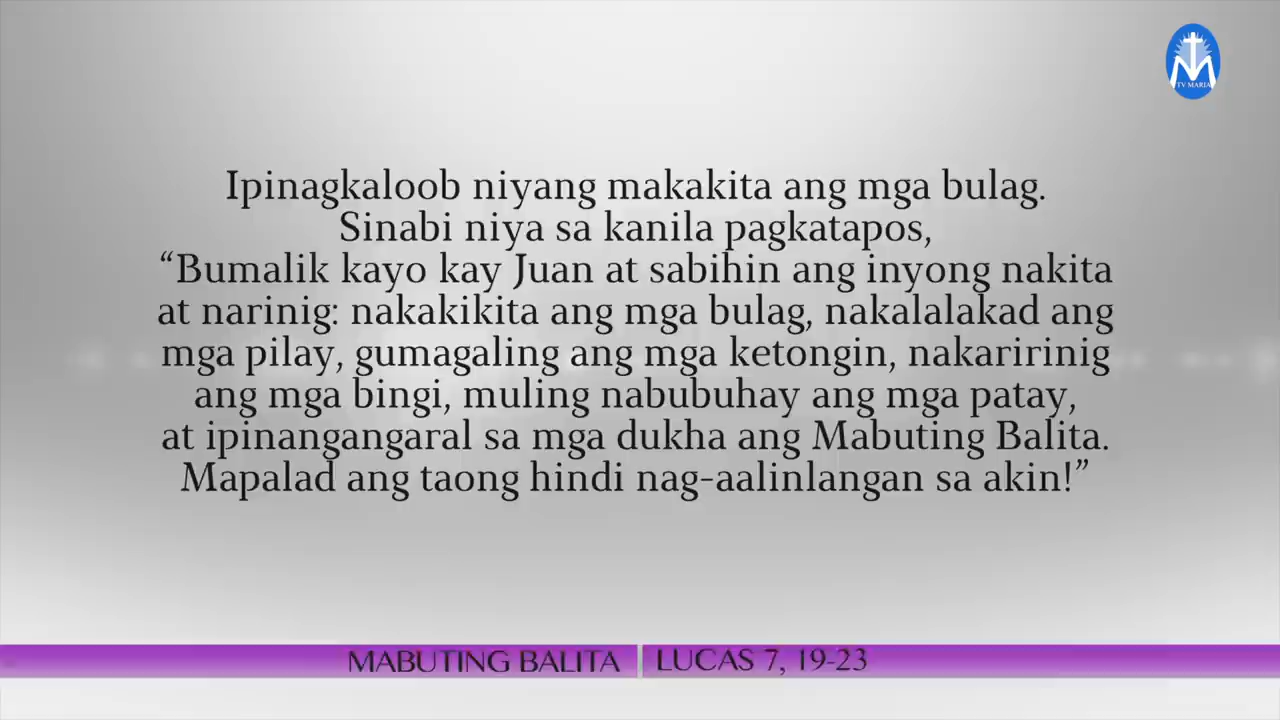 TV MARIA
Ipinagkaloob niyang makakita ang mga bulag.
Sinabi niya sa kanila pagkatapos,
“Bumalik kayo kay Juan at sabihin ang inyong nakita
at narinig: nakakikita ang mga bulag, nakalalakad ang
mga pilay, gumagaling ang mga ketongin, nakaririnig
ang mga bingi, muling nabubuhay ang mga patay,
at ipinangangaral sa mga dukha ang Mabuting Balita.
Mapalad ang taong hindi nag-aalinlangan sa akin!”
MABUTING BALITA LUCAS 7, 19-23